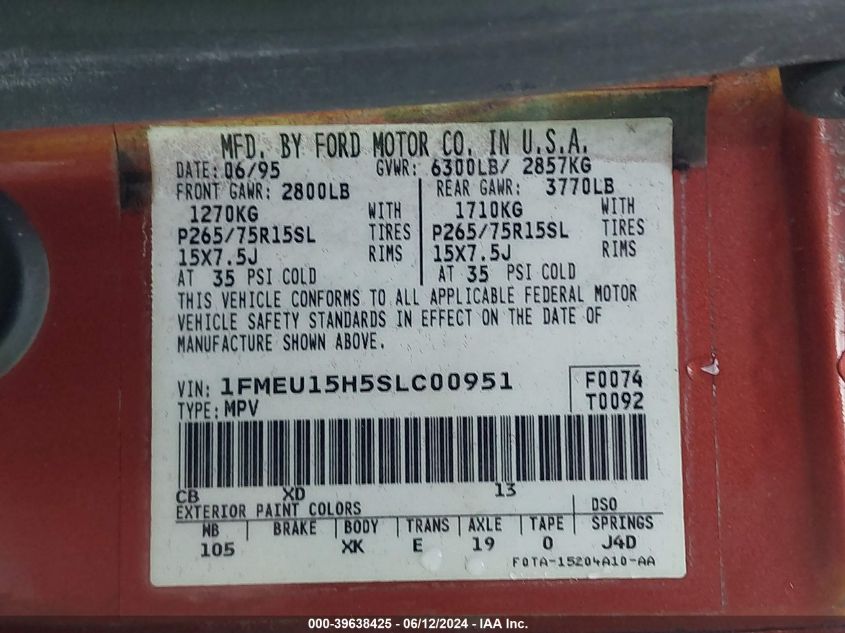 MFD. BY FORD MOTOR CO. IN U.S.A.
DATE: 06/95 GVWR: 6300LB/ 2857KG
FRONT GAWR: 2800LB REAR GAWR: 3770LB
1270KG WITH 1710KG WITH
P265/75R15SL TIRES P265/75R15SL TIRES
15X7.5J RIMS 15X7.5J RIMS
AT 35 PSI COLD AT 35 PSI COLD
THIS VEHICLE CONFORMS TO ALL APPLICABLE FEDERAL MOTOR
VEHICLE SAFETY STANDARDS IN EFFECT ON THE DATE OF
MANUFACTURE SHOWN ABOVE.
VIN: 1FMEU15H5SLC00951 F0074
TYPE: MPV T0092
CB XD 13
EXTERIOR PAINT COLORS DSO
WB BRAKE BODY TRANS AXLE TAPE SPRINGS
105 XK E 19 0 J4D
F0TA-15204A10-AA
000-39638425 - 06/12/2024 - IAA Inc.